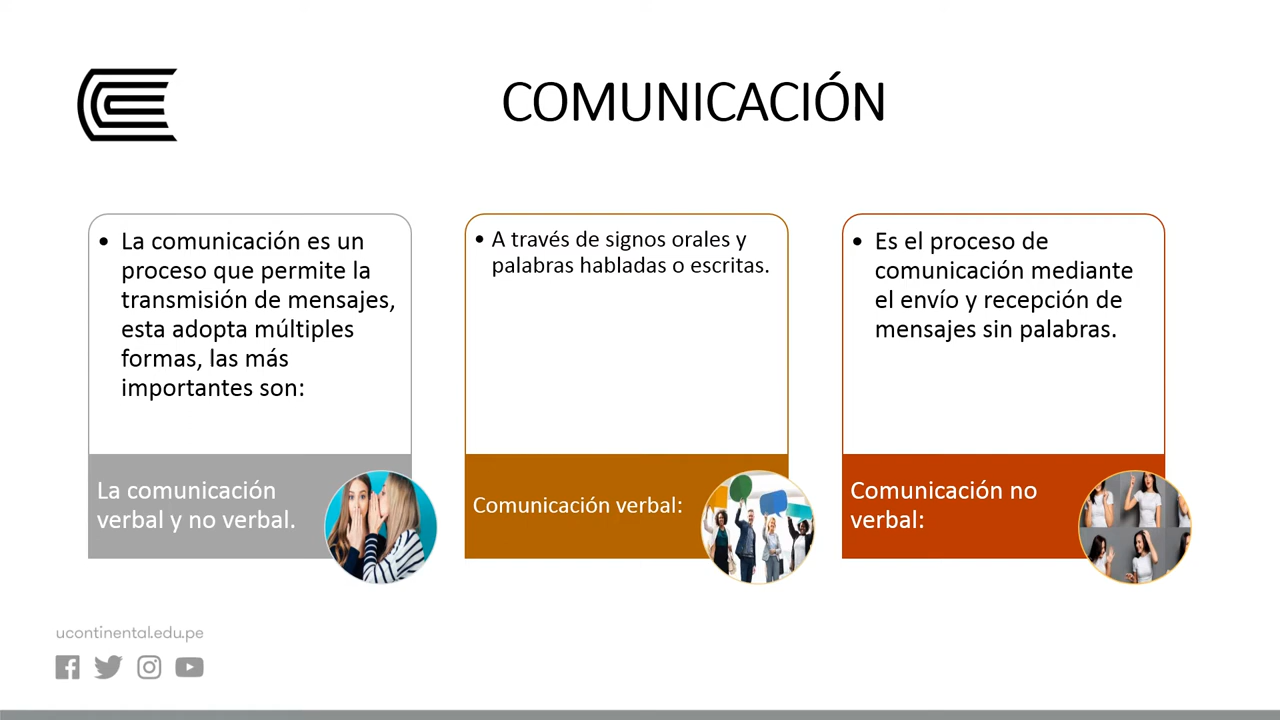 COMUNICACIÓN
• La comunicación es un
proceso que permite la
transmisión de mensajes,
esta adopta múltiples
formas, las más
importantes son:
La comunicación
verbal y no verbal.
• A través de signos orales y
palabras habladas o escritas.
Comunicación verbal:
• Es el proceso de
comunicación mediante
el envío y recepción de
mensajes sin palabras.
Comunicación no
verbal:
ucontinental.edu.pe